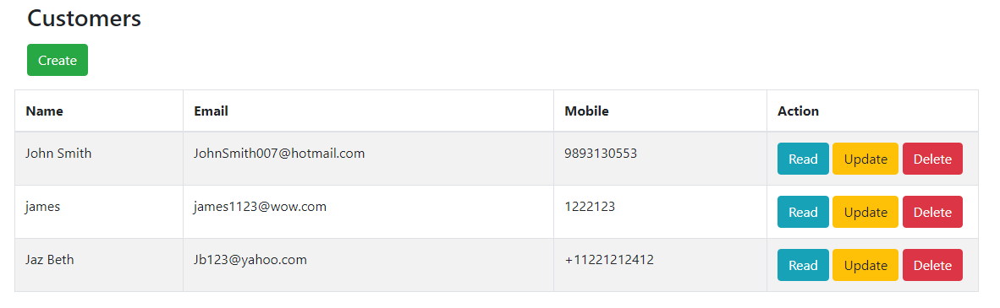 Customers
Create
Name Email Mobile Action
John Smith JohnSmith007@hotmail.com 9893130553 Read Update Delete
james james1123@wow.com 1222123 Read Update Delete
Jaz Beth Jb123@yahoo.com +11221212412 Read Update Delete